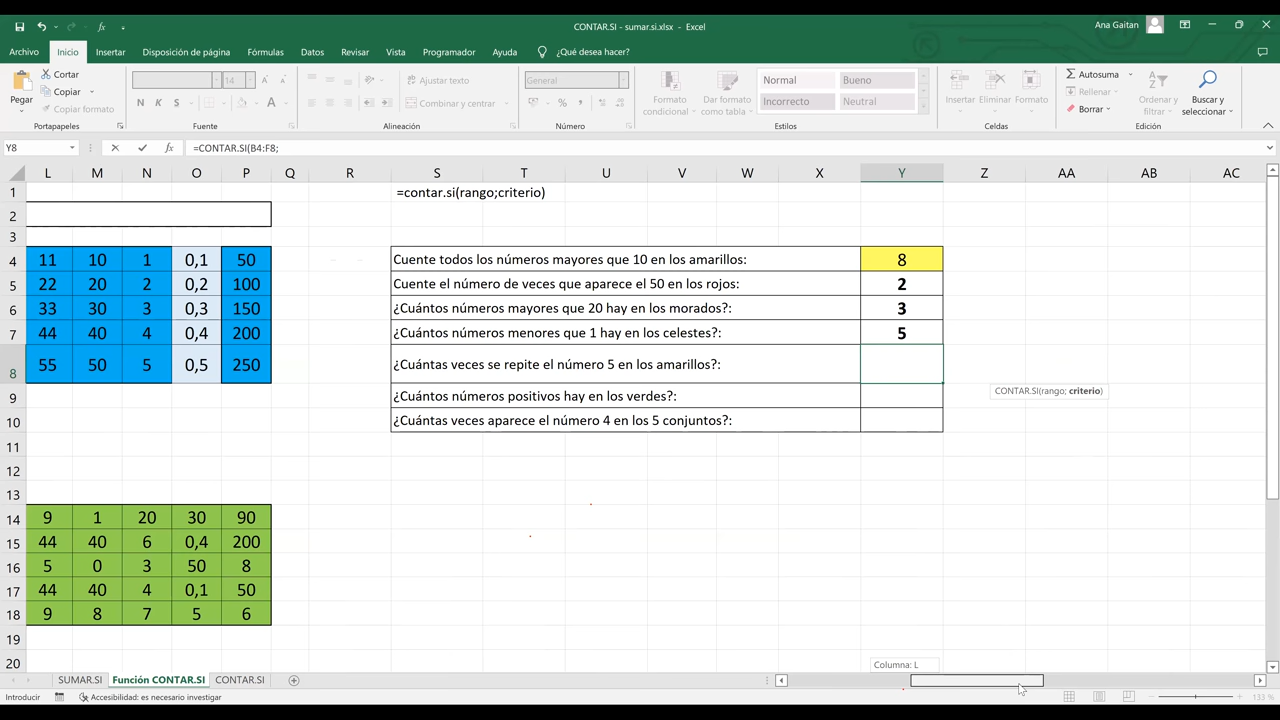 CONTAR.SI - sumar.si.xlsx - Excel
Ana Gaitan
Archivo Inicio Insertar Disposición de página Fórmulas Datos Revisar Vista Programador Ayuda ¿Qué desea hacer?
Pegar
Cortar
Copiar
Copiar formato
Portapapeles
14
N K S
Fuente
Ajustar texto
Combinar y centrar
Alineación
General
Número
Formato condicional
Dar formato como tabla
Normal Bueno
Incorrecto Neutral
Estilos
Insertar Eliminar Formato
Celdas
Autosuma
Rellenar
Borrar
Ordenar y filtrar
Buscar y seleccionar
Edición
Y8 fx =CONTAR.SI(B4:F8;
L M N O P Q R S T U V W X Y Z AA AB AC
1 =contar.si(rango;criterio)
2
3
4 11 10 1 0,1 50 Cuente todos los números mayores que 10 en los amarillos: 8
5 22 20 2 0,2 100 Cuente el número de veces que aparece el 50 en los rojos: 2
6 33 30 3 0,3 150 ¿Cuántos números mayores que 20 hay en los morados?: 3
7 44 40 4 0,4 200 ¿Cuántos números menores que 1 hay en los celestes?: 5
8 55 50 5 0,5 250 ¿Cuántas veces se repite el número 5 en los amarillos?:
CONTAR.SI(rango; criterio)
9 ¿Cuántos números positivos hay en los verdes?:
10 ¿Cuántas veces aparece el número 4 en los 5 conjuntos?:
11
12
13
14 9 1 20 30 90
15 44 40 6 0,4 200
16 5 0 3 50 8
17 44 40 4 0,1 50
18 9 8 7 5 6
19
20
Columna: L
SUMAR.SI Función CONTAR.SI CONTAR.SI
Introducir Accesibilidad: es necesario investigar 133 %